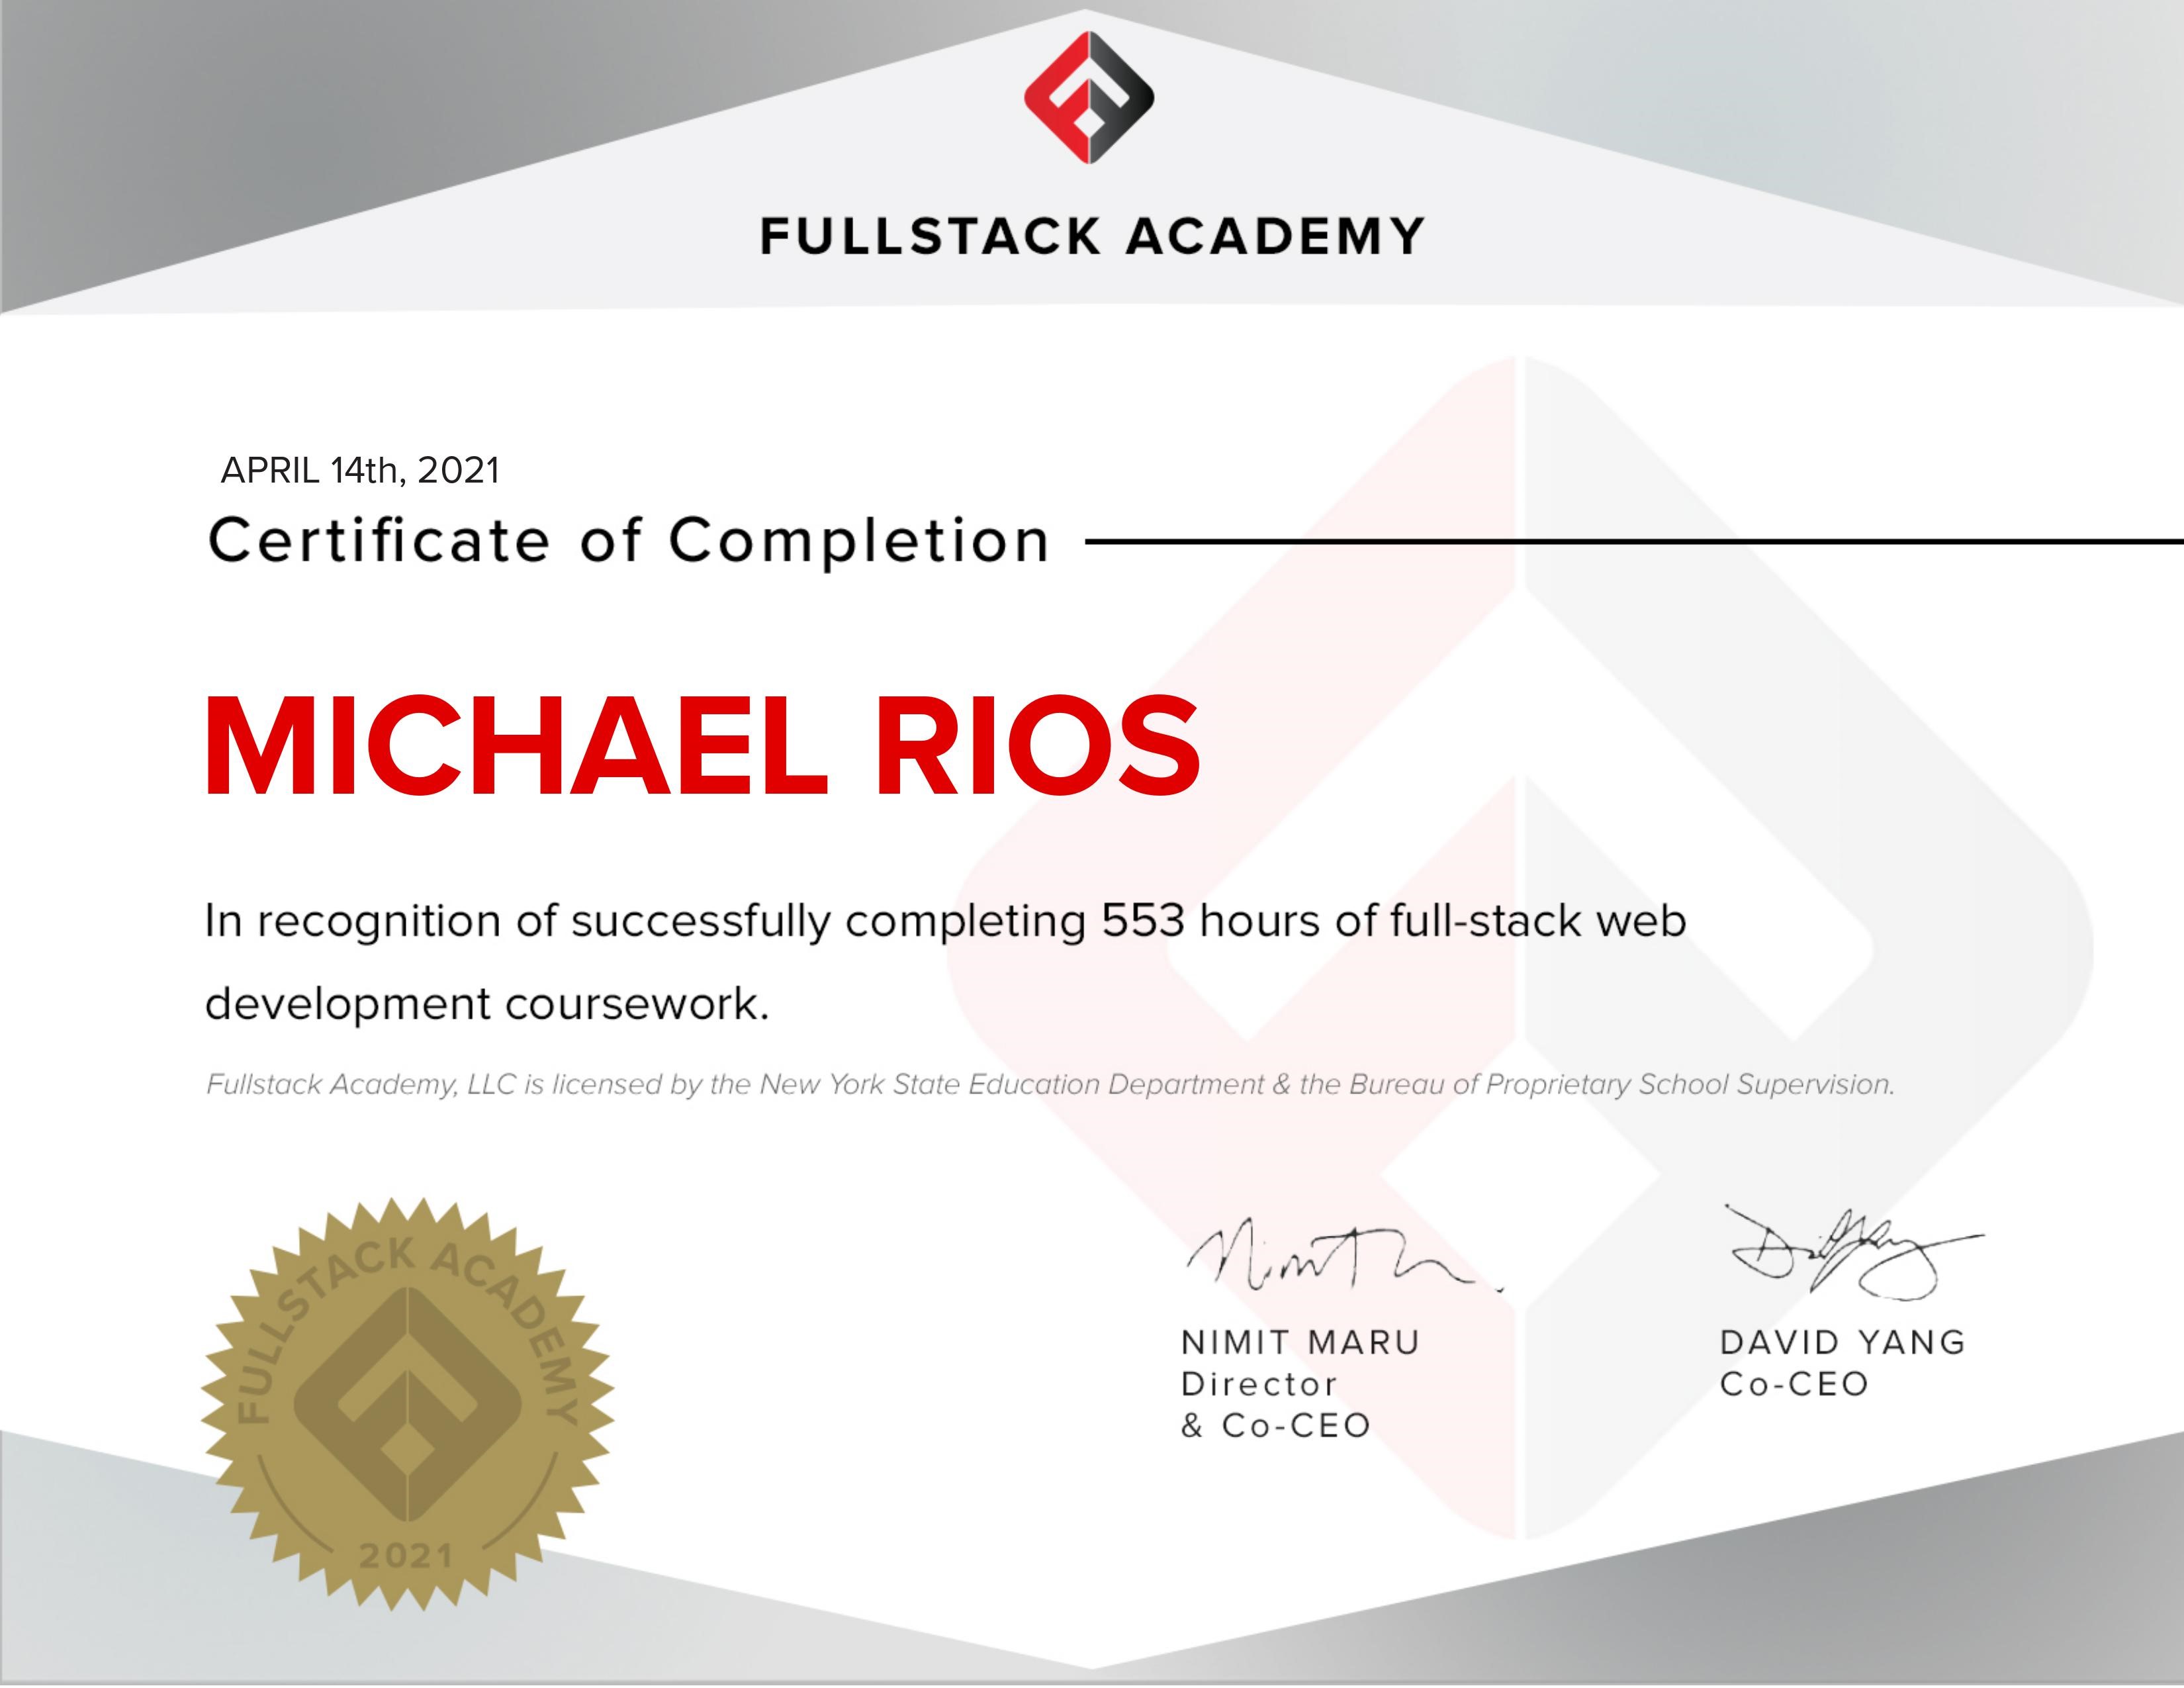 FULLSTACK ACADEMY
APRIL 14th, 2021
Certificate of Completion
MICHAEL RIOS
In recognition of successfully completing 553 hours of full-stack web
development coursework.
Fullstack Academy, LLC is licensed by the New York State Education Department & the Bureau of Proprietary School Supervision.
FULLSTACK ACADEMY
2021
NIMIT MARU
Director
& Co-CEO
DAVID YANG
Co-CEO